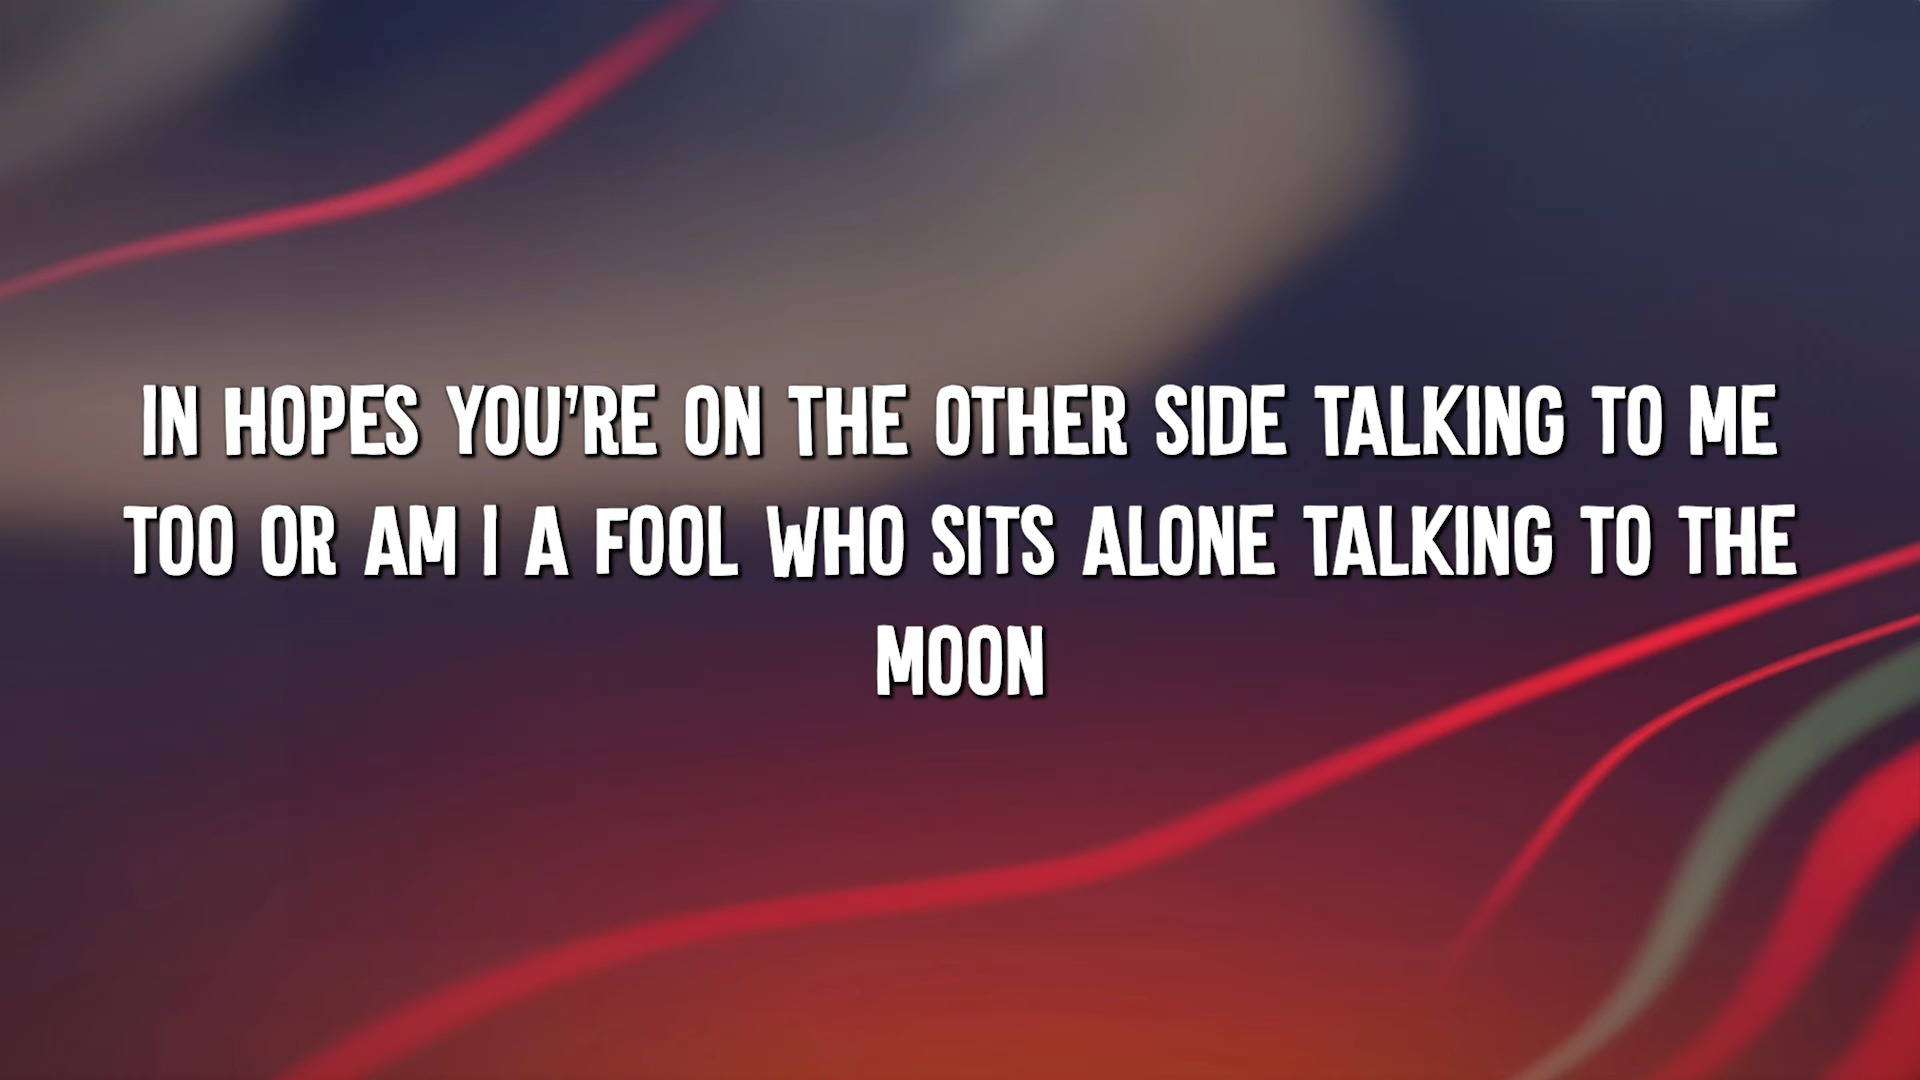 IN HOPES YOU'RE ON THE OTHER SIDE TALKING TO ME
TOO OR AM I A FOOL WHO SITS ALONE TALKING TO THE
MOON